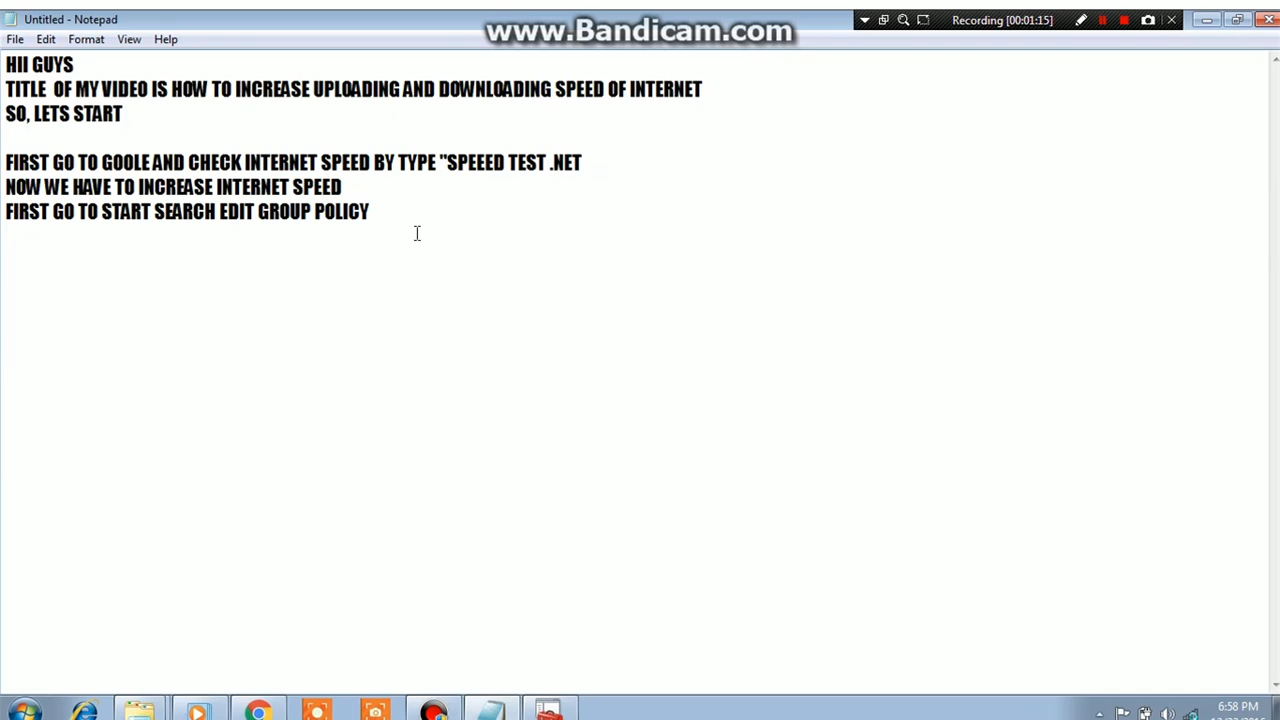 Untitled - Notepad
www.Bandicam.com
Recording [00:01:15]
File Edit Format View Help
HII GUYS
TITLE OF MY VIDEO IS HOW TO INCREASE UPLOADING AND DOWNLOADING SPEED OF INTERNET
SO, LETS START
FIRST GO TO GOOLE AND CHECK INTERNET SPEED BY TYPE "SPEEED TEST .NET
NOW WE HAVE TO INCREASE INTERNET SPEED
FIRST GO TO START SEARCH EDIT GROUP POLICY
6:58 PM